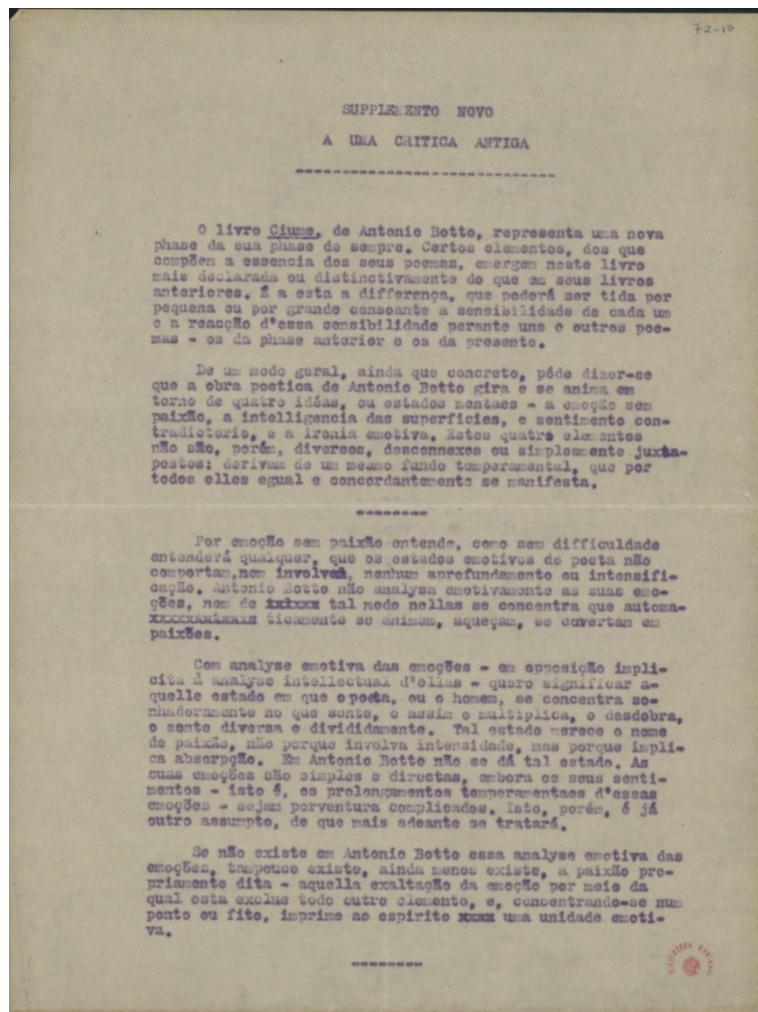 72-10
SUPPLEMENTO NOVO
A UMA CRITICA ANTIGA
-----------------------------
O livro Ciume, de Antonio Botto, representa uma nova
phase da sua phase de sempre. Certos elementos, dos que
compõem a essencia dos seus poemas, emergem neste livro
mais declarada ou distinctivamente do que em seus livros
anteriores. É a esta a differença, que poderá ser tida por
pequena ou por grande consoante a sensibilidade de cada um
e a reacção d'essa sensibilidade perante uns e outros poe-
mas - os da phase anterior e os da presente.
De um modo geral, ainda que concreto, póde dizer-se
que a obra poetica de Antonio Botto gira e se anima em
torno de quatro idéas, ou estados mentaes - a emoção sem
paixão, a intelligencia das superficies, o sentimento con-
tradictorio, e a ironia emotiva. Estes quatro elementos
não são, porém, diversos, desconnexos ou simplesmente juxta-
postos: derivam de um mesmo fundo temperamental, que por
todos elles egual e concordantemente se manifesta.
--------
Por emoção sem paixão entendo, como sem difficuldade
entenderá qualquer, que os estados emotivos do poeta não
comportam, nem involvem, nenhum aprofundamento ou intensifi-
cação. Antonio Botto não analysa emotivamente as suas emo-
ções, nem de xxxxxx tal modo nellas se concentra que automa-
xxxxxxxxxxxx ticamente se animem, aqueçam, se covertam em
paixões.
Com analyse emotiva das emoções - em opposição impli-
cita á analyse intellectual d'ellas - quero significar a-
quelle estado em que o poeta, ou o homem, se concentra so-
nhadoramente no que sente, o assim o multiplica, o desdobra,
o sente diversa e divididamente. Tal estado merece o nome
de paixão, não porque involva intensidade, mas porque impli-
ca absorpção. Em Antonio Botto não se dá tal estado. As
suas emoções são simples e directas, embora os seus senti-
mentos - isto é, os prolongamentos temperamentaes d'essas
emoções - sejam porventura complicados. Isto, porém, é já
outro assumpto, de que mais adeante se tratará.
Se não existe em Antonio Botto essa analyse emotiva das
emoções, tampouco existe, ainda menos existe, a paixão pro-
priamente dita - aquella exaltação da emoção por meio da
qual esta exclue todo outro elemento, e, concentrando-se num
ponto ou fito, imprime ao espirito xxxx uma unidade emoti-
va.
--------
BIBLIOTECA NACIONAL